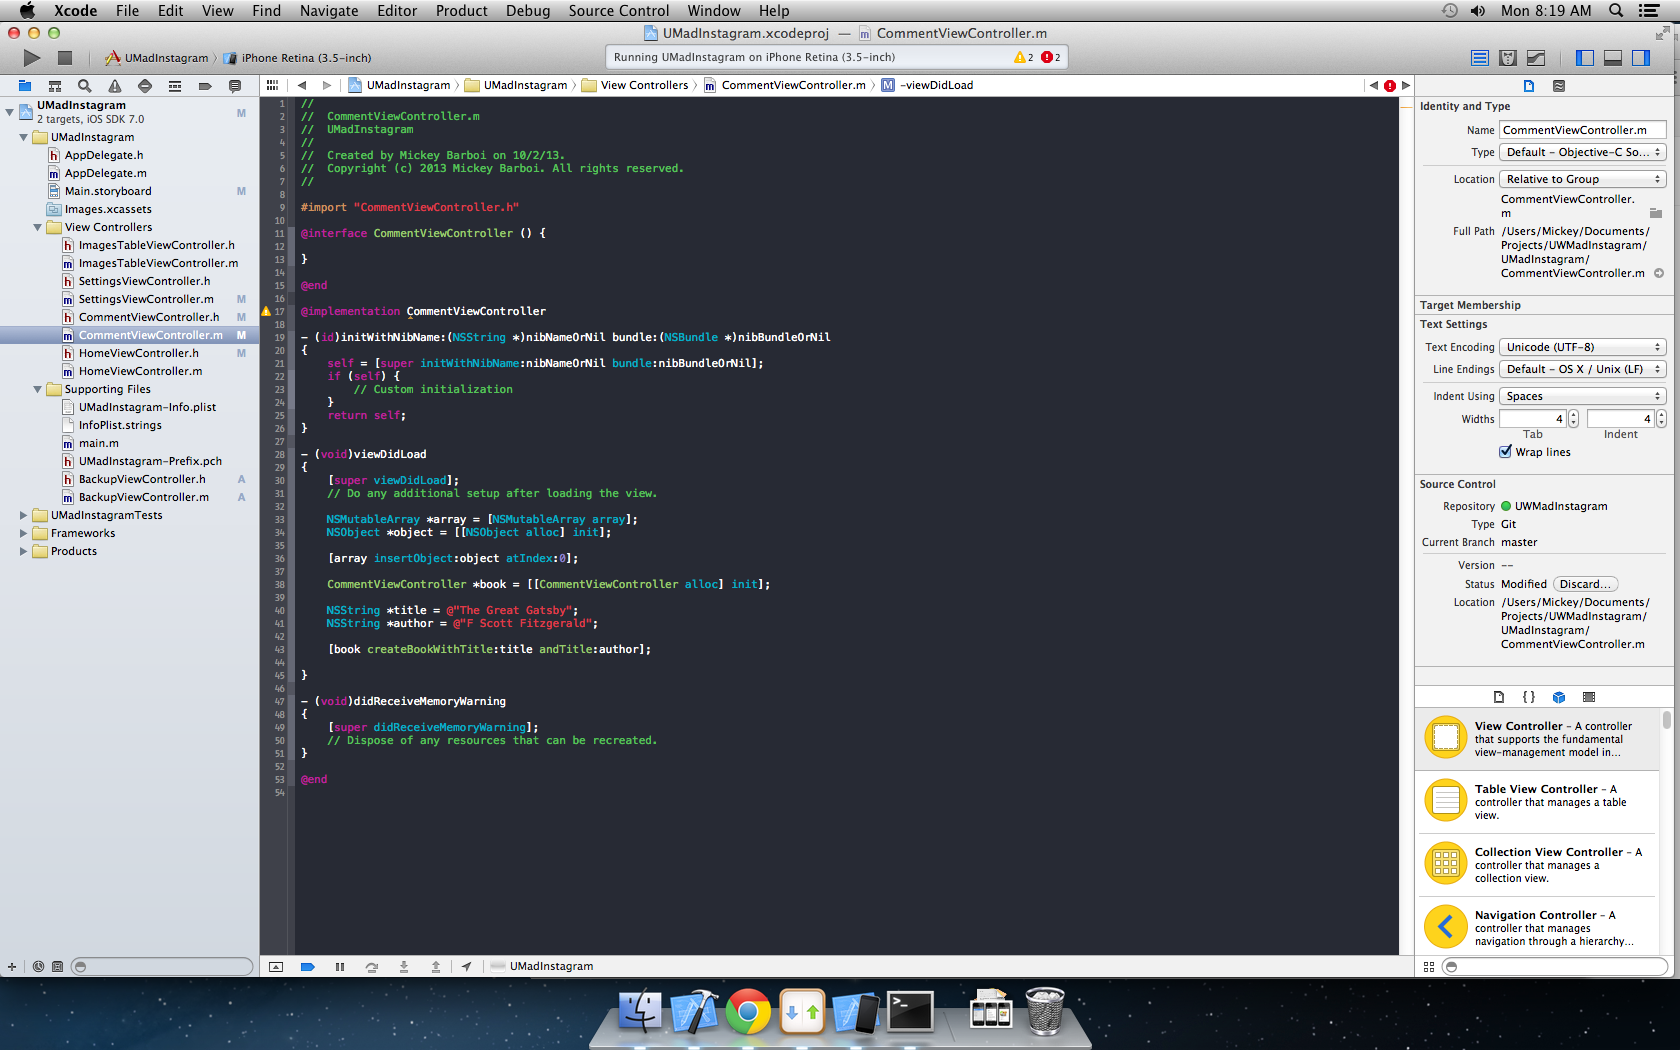 Xcode File Edit View Find Navigate Editor Product Debug Source Control Window Help Mon 8:19 AM
UMadInstagram.xcodeproj — CommentViewController.m
UMadInstagram iPhone Retina (3.5-inch)
Running UMadInstagram on iPhone Retina (3.5-inch) 2 2
UMadInstagram UMadInstagram View Controllers CommentViewController.m M -viewDidLoad
UMadInstagram M
2 targets, iOS SDK 7.0
UMadInstagram
h AppDelegate.h
m AppDelegate.m
Main.storyboard M
Images.xcassets
View Controllers
h ImagesTableViewController.h
m ImagesTableViewController.m
h SettingsViewController.h
m SettingsViewController.m M
h CommentViewController.h M
m CommentViewController.m M
h HomeViewController.h M
m HomeViewController.m
Supporting Files
UMadInstagram-Info.plist
InfoPlist.strings
m main.m
h UMadInstagram-Prefix.pch
h BackupViewController.h A
m BackupViewController.m A
UMadInstagramTests
Frameworks
Products
1 //
2 // CommentViewController.m
3 // UMadInstagram
4 //
5 // Created by Mickey Barboi on 10/2/13.
6 // Copyright (c) 2013 Mickey Barboi. All rights reserved.
7 //
8
9 #import "CommentViewController.h"
10
11 @interface CommentViewController () {
12
13 }
14
15 @end
16
17 @implementation CommentViewController
18
19 - (id)initWithNibName:(NSString *)nibNameOrNil bundle:(NSBundle *)nibBundleOrNil
20 {
21 self = [super initWithNibName:nibNameOrNil bundle:nibBundleOrNil];
22 if (self) {
23 // Custom initialization
24 }
25 return self;
26 }
27
28 - (void)viewDidLoad
29 {
30 [super viewDidLoad];
31 // Do any additional setup after loading the view.
32
33 NSMutableArray *array = [NSMutableArray array];
34 NSObject *object = [[NSObject alloc] init];
35
36 [array insertObject:object atIndex:0];
37
38 CommentViewController *book = [[CommentViewController alloc] init];
39
40 NSString *title = @"The Great Gatsby";
41 NSString *author = @"F Scott Fitzgerald";
42
43 [book createBookWithTitle:title andTitle:author];
44
45 }
46
47 - (void)didReceiveMemoryWarning
48 {
49 [super didReceiveMemoryWarning];
50 // Dispose of any resources that can be recreated.
51 }
52
53 @end
54
UMadInstagram
Identity and Type
Name CommentViewController.m
Type Default - Objective-C So...
Location Relative to Group
CommentViewController.
m
Full Path /Users/Mickey/Documents/
Projects/UWMadInstagram/
UMadInstagram/
CommentViewController.m
Target Membership
Text Settings
Text Encoding Unicode (UTF-8)
Line Endings Default - OS X / Unix (LF)
Indent Using Spaces
Widths 4 4
Tab Indent
Wrap lines
Source Control
Repository UWMadInstagram
Type Git
Current Branch master
Version --
Status Modified Discard...
Location /Users/Mickey/Documents/
Projects/UWMadInstagram/
UMadInstagram/
CommentViewController.m
{ }
View Controller - A controller
that supports the fundamental
view-management model in...
Table View Controller - A
controller that manages a table
view.
Collection View Controller - A
controller that manages a
collection view.
Navigation Controller - A
controller that manages
navigation through a hierarchy...
>_